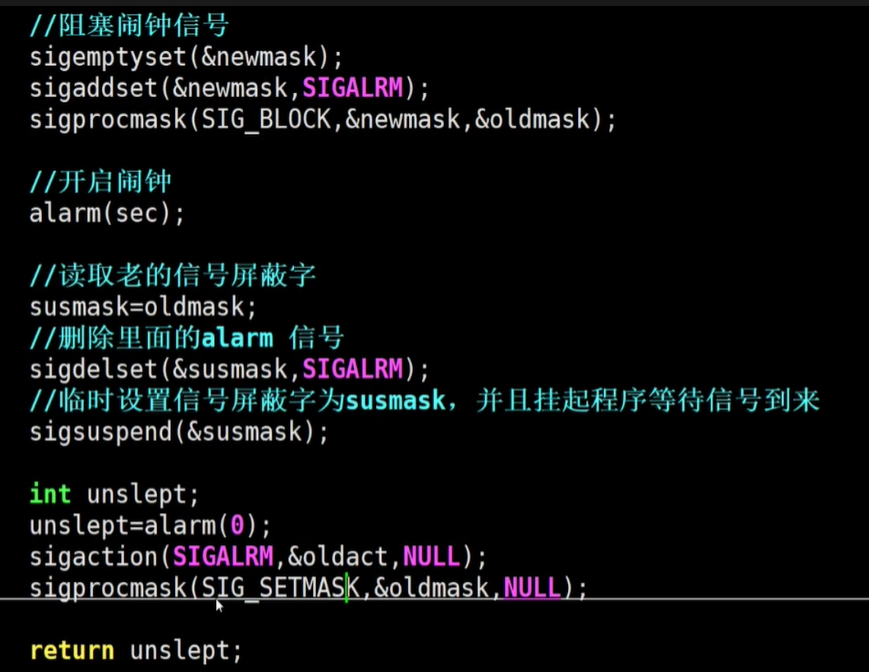 //阻塞闹钟信号
sigemptyset(&newmask);
sigaddset(&newmask,SIGALRM);
sigprocmask(SIG_BLOCK,&newmask,&oldmask);
//开启闹钟
alarm(sec);
//读取老的信号屏蔽字
susmask=oldmask;
//删除里面的alarm 信号
sigdelset(&susmask,SIGALRM);
//临时设置信号屏蔽字为susmask，并且挂起程序等待信号到来
sigsuspend(&susmask);
int unslept;
unslept=alarm(0);
sigaction(SIGALRM,&oldact,NULL);
sigprocmask(SIG_SETMASK,&oldmask,NULL);
return unslept;